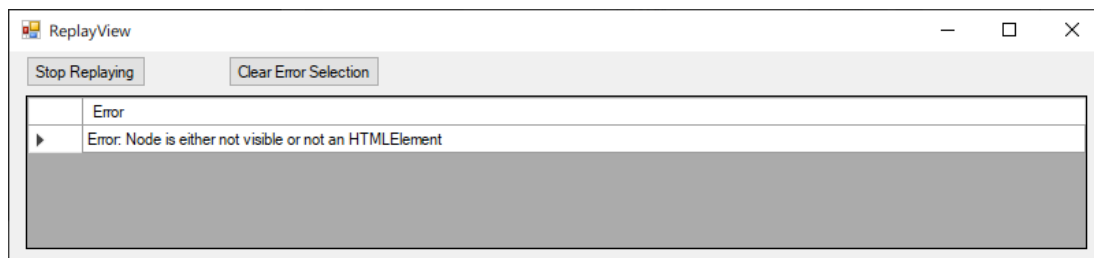 ReplayView
Stop Replaying Clear Error Selection
Error
Error: Node is either not visible or not an HTMLElement